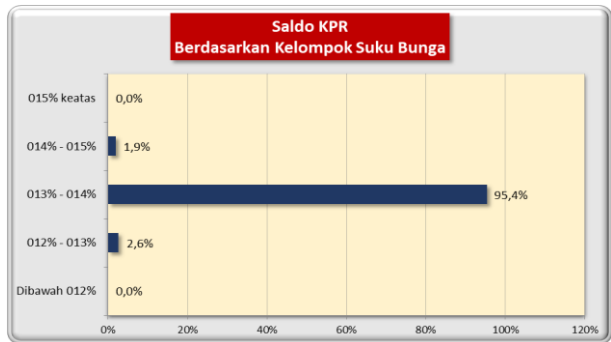 Saldo KPR
Berdasarkan Kelompok Suku Bunga
015% keatas
0,0%
014% - 015%
1,9%
013% - 014%
95,4%
012% - 013%
2,6%
Dibawah 012%
0,0%
0%
20%
40%
60%
80%
100%
120%